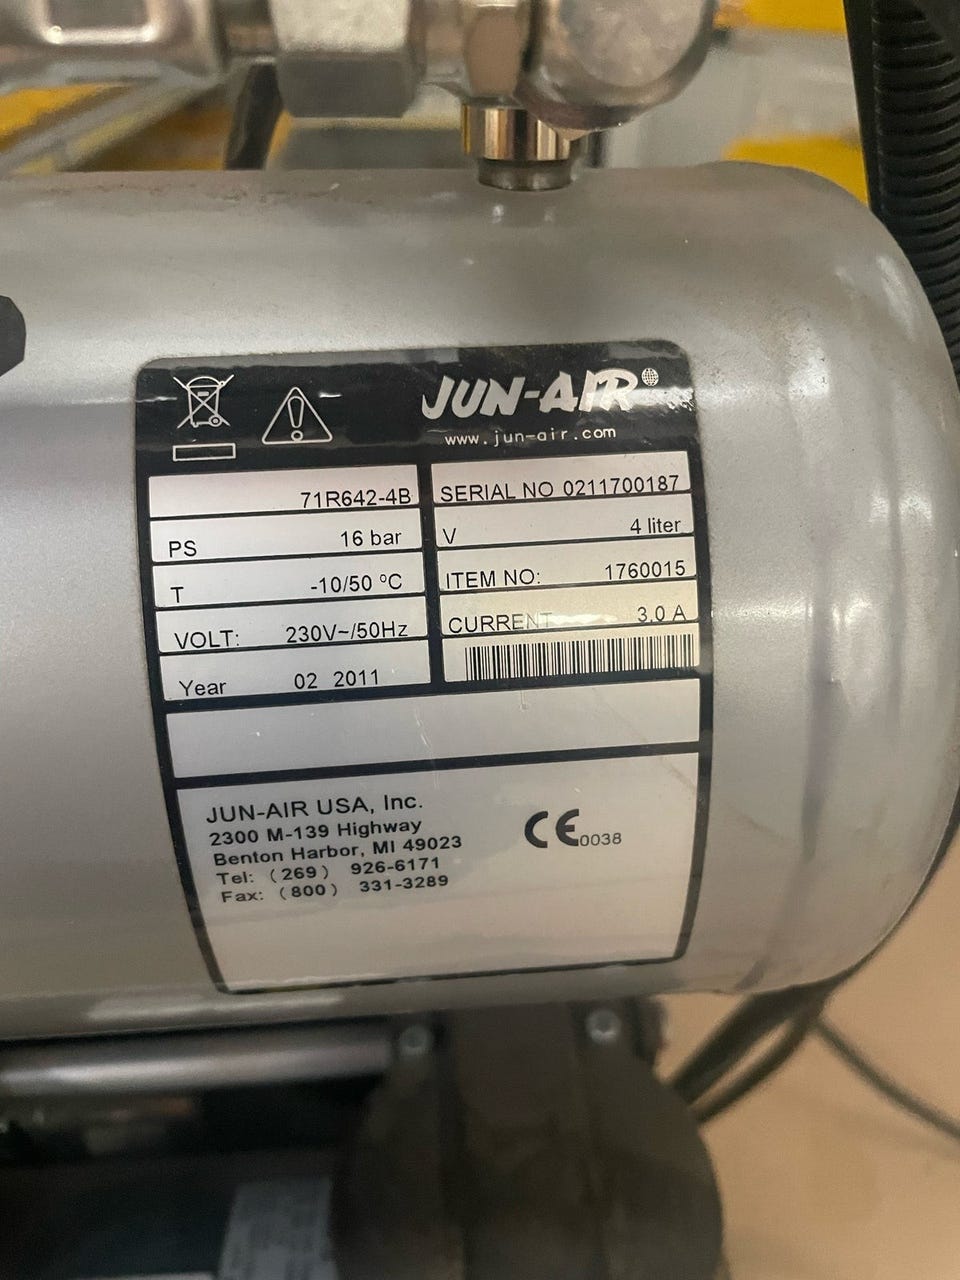 JUN-AIR
www.jun-air.com
71R642-4B
SERIAL NO 0211700187
PS 16 bar
V 4 liter
T -10/50 °C
ITEM NO: 1760015
VOLT: 230V~/50Hz
CURRENT 3.0 A
Year 02 2011
JUN-AIR USA, Inc.
2300 M-139 Highway
Benton Harbor, MI 49023
Tel: (269) 926-6171
Fax: (800) 331-3289
CE 0038